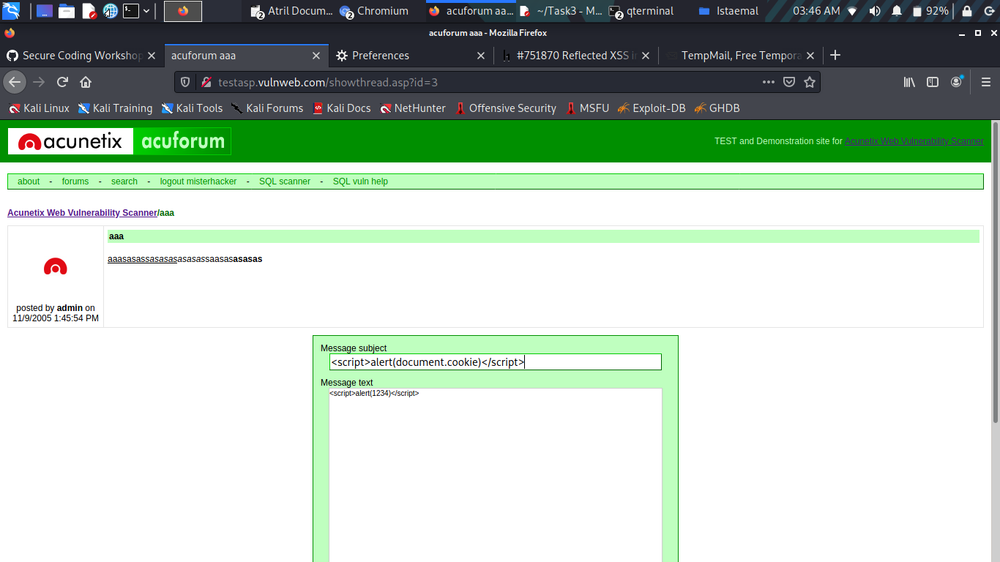 Atril Docum... Chromium acuforum aa... ~/Task3 - M... qterminal Istaemal 03:46 AM 92%
acuforum aaa - Mozilla Firefox
Secure Coding Workshop acuforum aaa Preferences #751870 Reflected XSS in TempMail, Free Tempora
testasp.vulnweb.com/showthread.asp?id=3
Kali Linux Kali Training Kali Tools Kali Forums Kali Docs NetHunter Offensive Security MSFU Exploit-DB GHDB
acunetix acuforum TEST and Demonstration site for Acunetix Web Vulnerability Scanner
about - forums - search - logout misterhacker - SQL scanner - SQL vuln help
Acunetix Web Vulnerability Scanner/aaa
aaa
aaasasassasasasasasassaasasasasas
posted by admin on
11/9/2005 1:45:54 PM
Message subject
<script>alert(document.cookie)</script>
Message text
<script>alert(1234)</script>